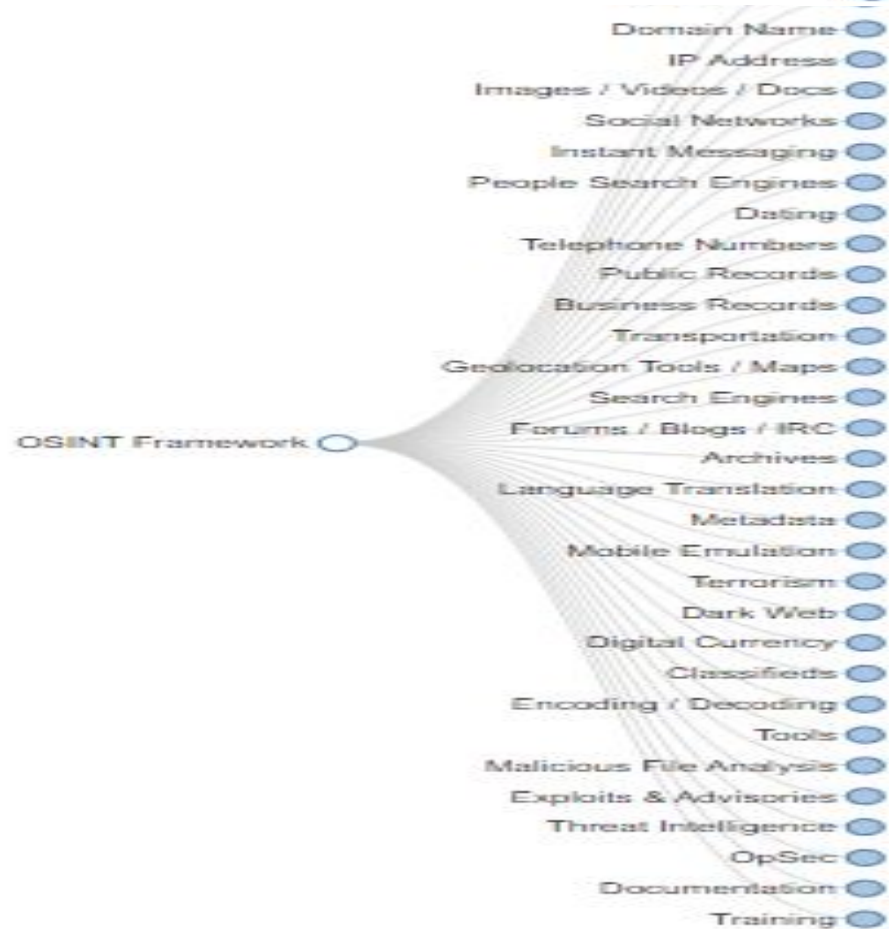 Domain Name
IP Address
Images / Videos / Docs
Social Networks
Instant Messaging
People Search Engines
Dating
Telephone Numbers
Public Records
Business Records
Transportation
Geolocation Tools / Maps
Search Engines
Forums / Blogs / IRC
OSINT Framework
Archives
Language Translation
Metadata
Mobile Emulation
Terrorism
Dark Web
Digital Currency
Classifieds
Encoding / Decoding
Tools
Malicious File Analysis
Exploits & Advisories
Threat Intelligence
OpSec
Documentation
Training